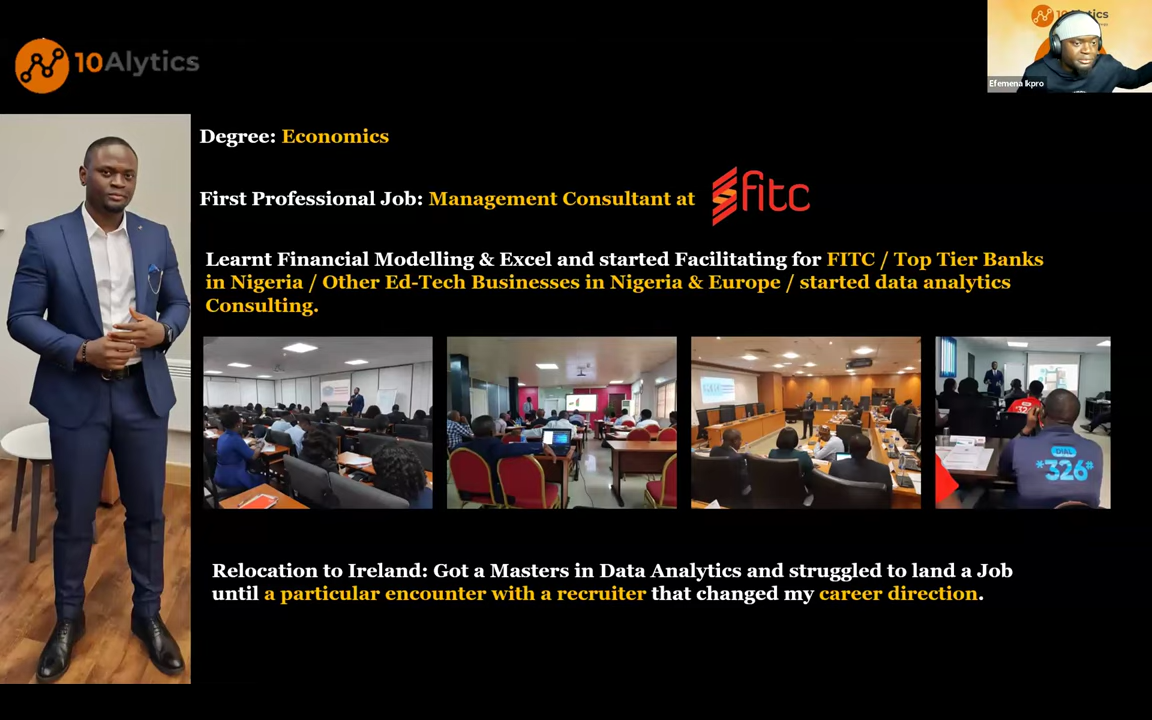 10Alytics
Efemena Ikpro
Degree: Economics
First Professional Job: Management Consultant at
fitc
Learnt Financial Modelling & Excel and started Facilitating for FITC / Top Tier Banks
in Nigeria / Other Ed-Tech Businesses in Nigeria & Europe / started data analytics
Consulting.
DIAL
*326#
Relocation to Ireland: Got a Masters in Data Analytics and struggled to land a Job
until a particular encounter with a recruiter that changed my career direction.